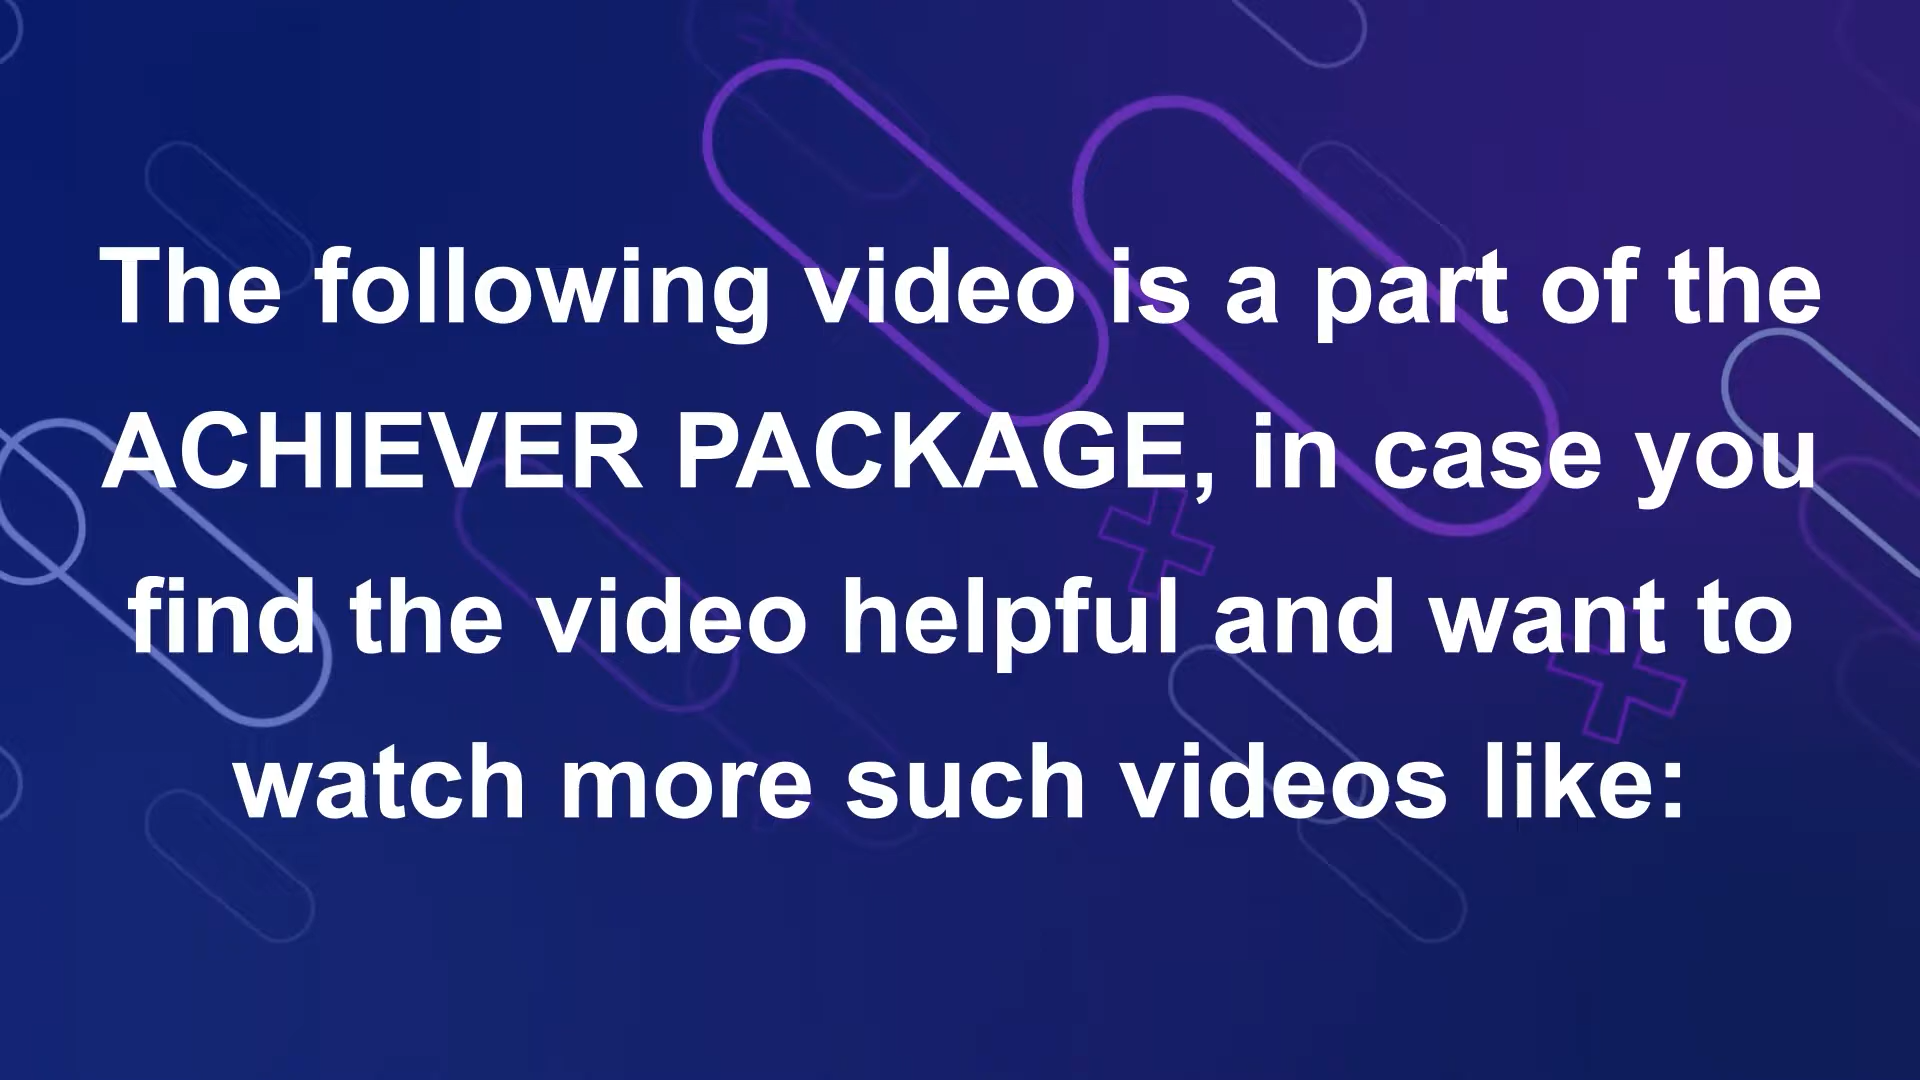 The following video is a part of the
ACHIEVER PACKAGE, in case you
find the video helpful and want to
watch more such videos like: